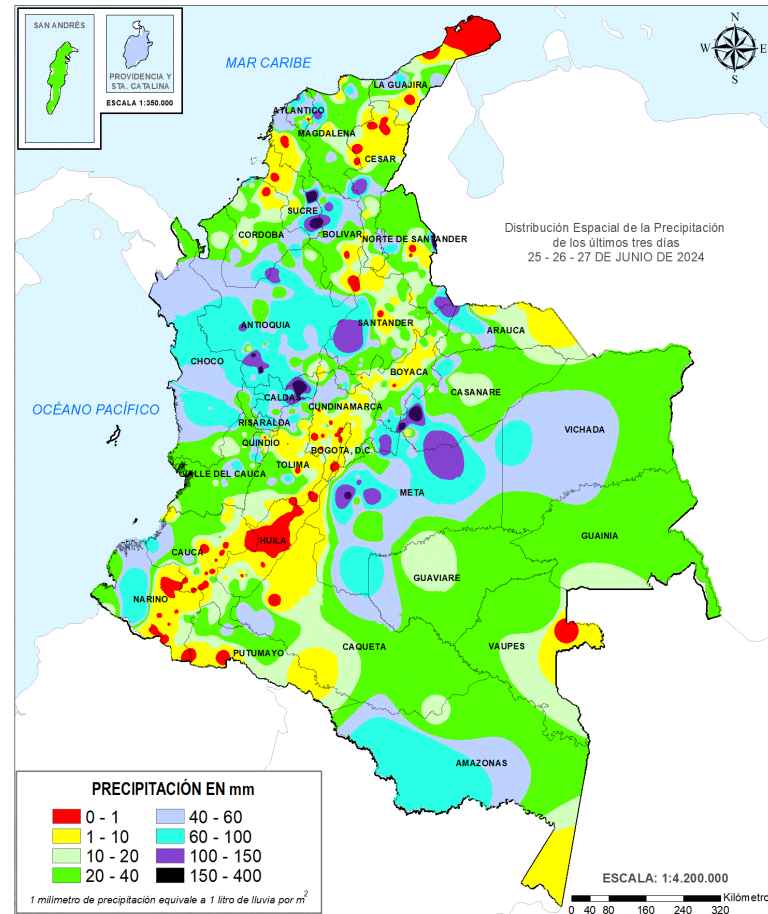 SAN ANDRÉS
PROVIDENCIA Y
STA. CATALINA
ESCALA 1:350.000
MAR CARIBE
N
W
E
S
LA GUAJIRA
ATLANTICO
MAGDALENA
CESAR
SUCRE
CORDOBA
BOLIVAR
NORTE DE SANTANDER
Distribución Espacial de la Precipitación
de los últimos tres días
25 - 26 - 27 DE JUNIO DE 2024
ANTIOQUIA
SANTANDER
ARAUCA
CHOCO
BOYACA
CASANARE
CALDAS
CUNDINAMARCA
OCÉANO PACÍFICO
RISARALDA
VICHADA
QUINDIO
BOGOTA, D.C.
TOLIMA
VALLE DEL CAUCA
META
GUAINIA
HUILA
CAUCA
GUAVIARE
NARINO
PUTUMAYO
CAQUETA
VAUPES
AMAZONAS
PRECIPITACIÓN EN mm
0 - 1
40 - 60
1 - 10
60 - 100
10 - 20
100 - 150
20 - 40
150 - 400
1 milímetro de precipitación equivale a 1 litro de lluvia por m2
ESCALA: 1:4.200.000
Kilómetro
0 40 80 160 240 320